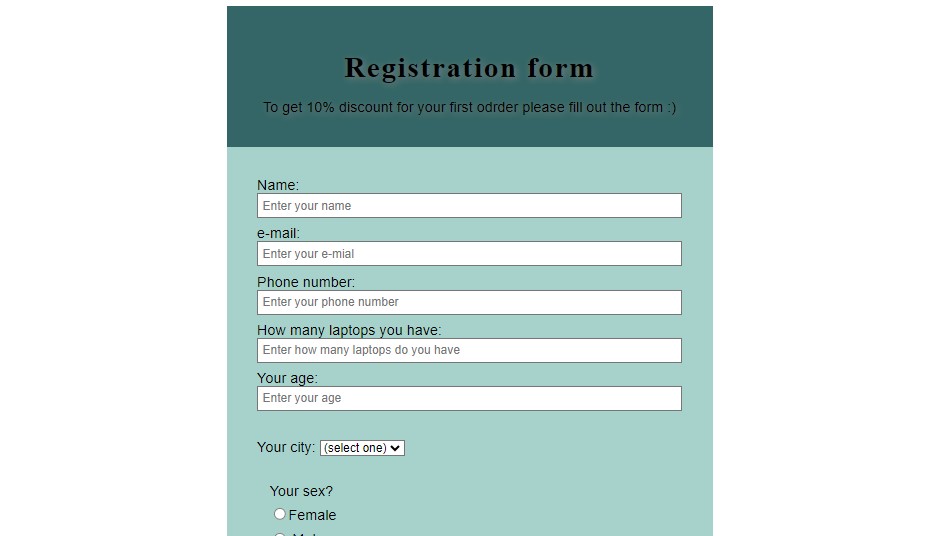 Registration form
To get 10% discount for your first odrder please fill out the form :)
Name:
Enter your name
e-mail:
Enter your e-mial
Phone number:
Enter your phone number
How many laptops you have:
Enter how many laptops do you have
Your age:
Enter your age
Your city: (select one)
Your sex?
Female